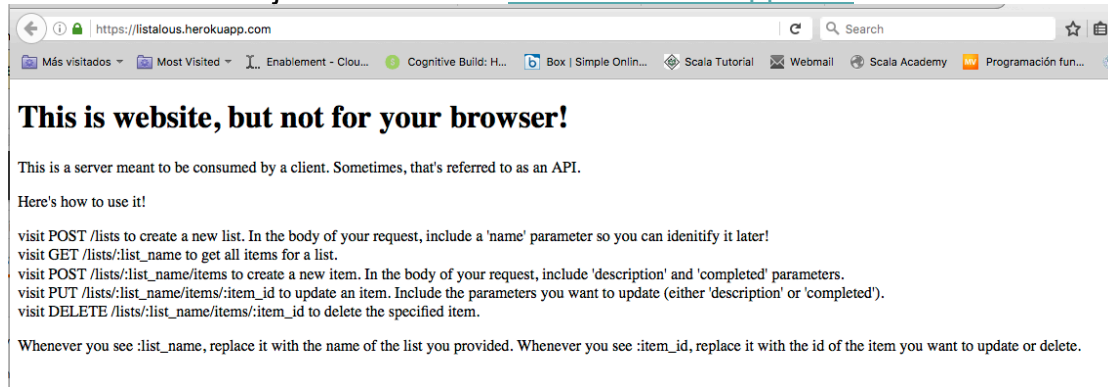 https://listalous.herokuapp.com
Search
Más visitados
Most Visited
Enablement - Clou...
Cognitive Build: H...
Box | Simple Onlin...
Scala Tutorial
Webmail
Scala Academy
MV
Programación fun...
This is website, but not for your browser!
This is a server meant to be consumed by a client. Sometimes, that's referred to as an API.
Here's how to use it!
visit POST /lists to create a new list. In the body of your request, include a 'name' parameter so you can idenitify it later!
visit GET /lists/:list_name to get all items for a list.
visit POST /lists/:list_name/items to create a new item. In the body of your request, include 'description' and 'completed' parameters.
visit PUT /lists/:list_name/items/:item_id to update an item. Include the parameters you want to update (either 'description' or 'completed').
visit DELETE /lists/:list_name/items/:item_id to delete the specified item.
Whenever you see :list_name, replace it with the name of the list you provided. Whenever you see :item_id, replace it with the id of the item you want to update or delete.